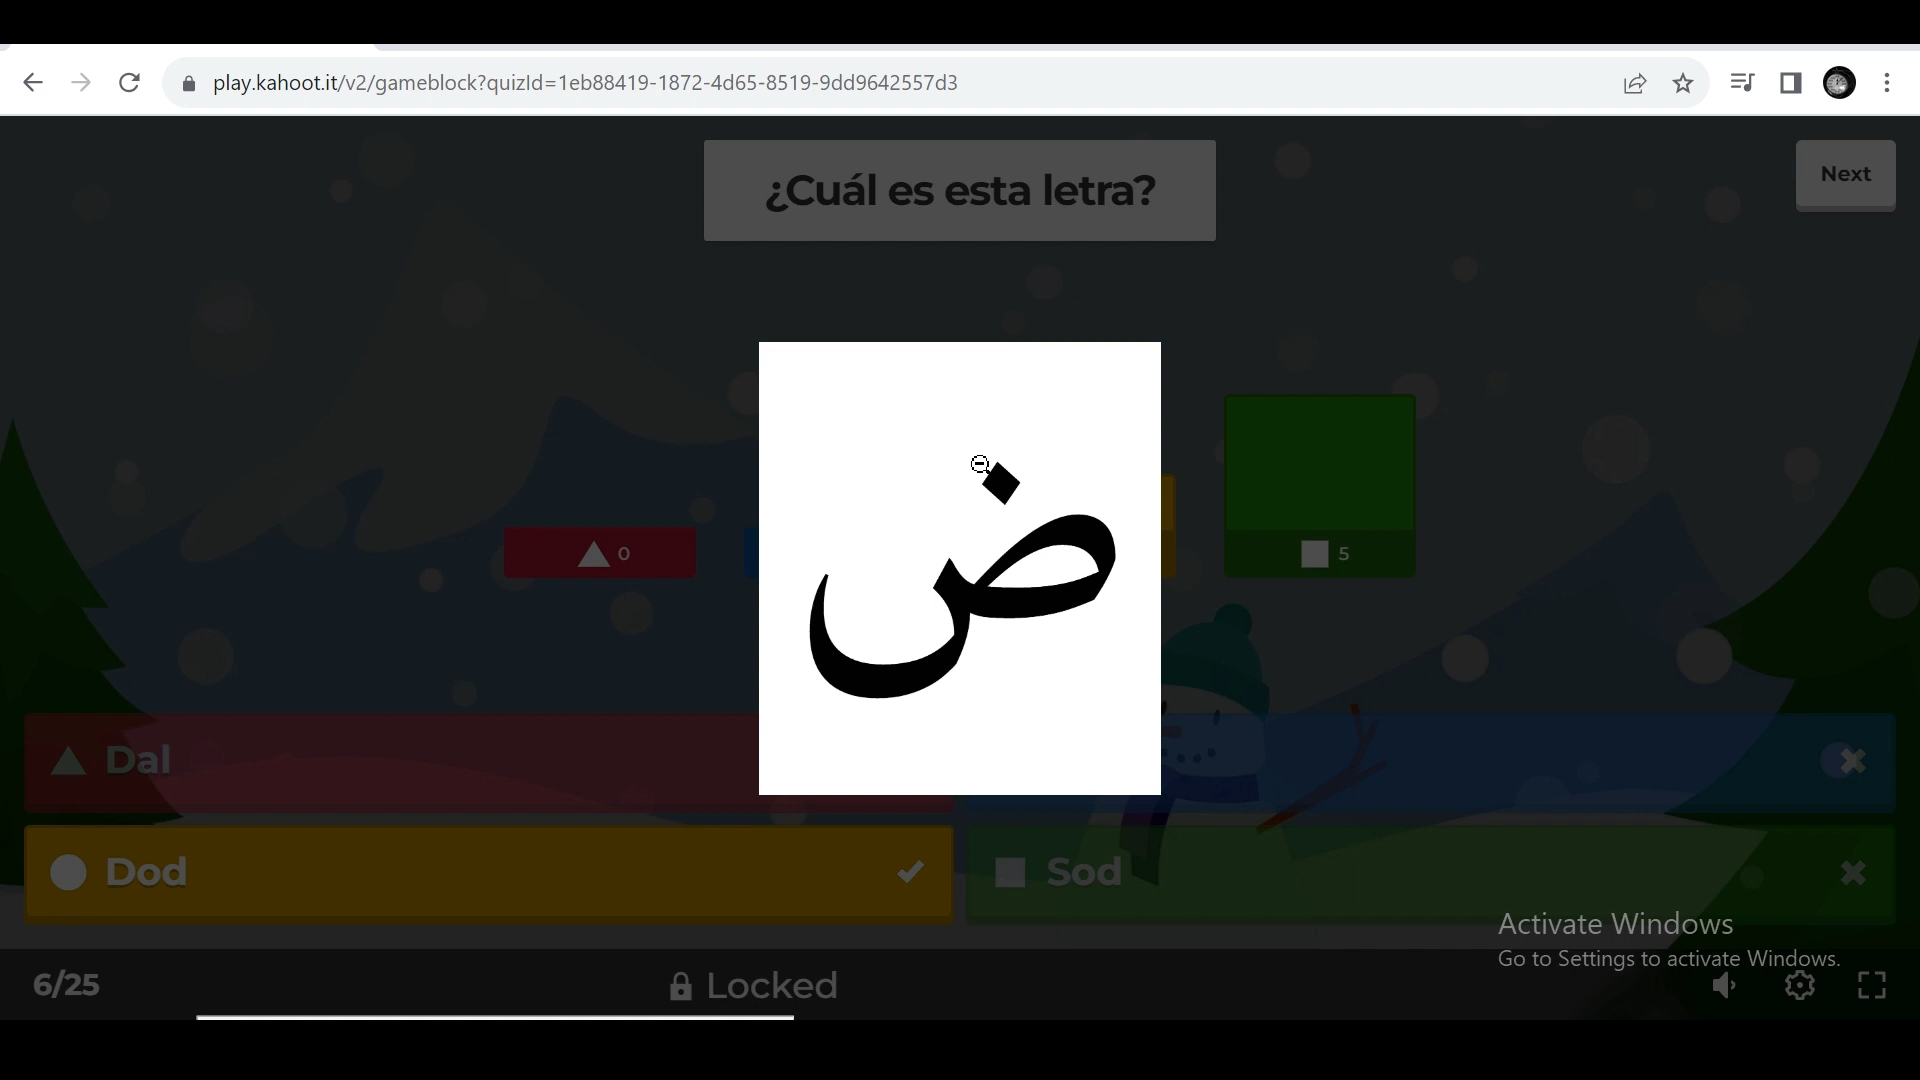 play.kahoot.it/v2/gameblock?quizId=1eb88419-1872-4d65-8519-9dd9642557d3
¿Cuál es esta letra?
Next
ض
0
5
Dal
Dod
Sod
Activate Windows
Go to Settings to activate Windows.
6/25
Locked